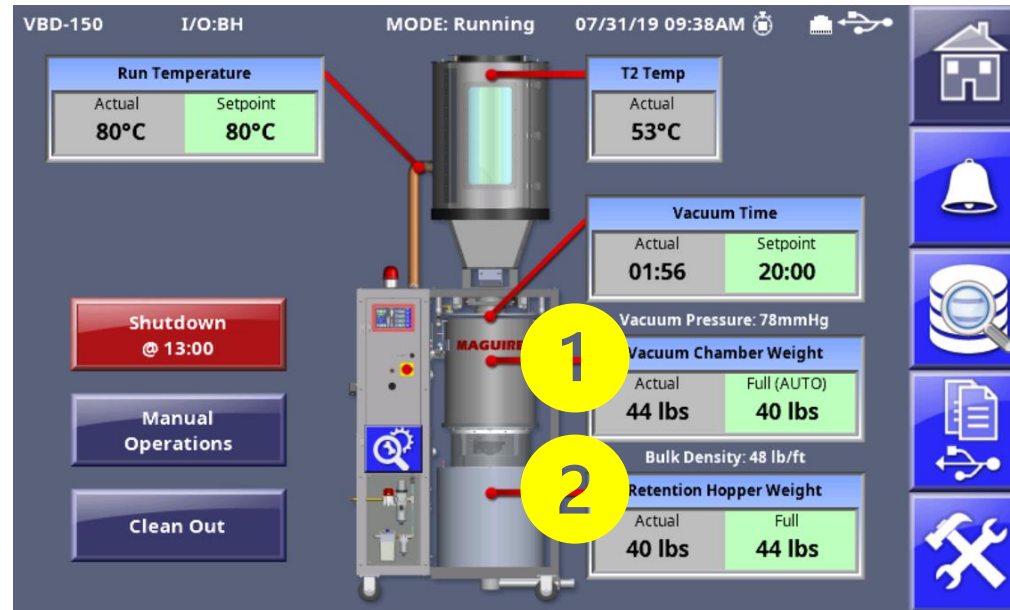 VBD-150 I/O:BH MODE: Running 07/31/19 09:38AM
Run Temperature
Actual Setpoint
80°C 80°C
T2 Temp
Actual
53°C
Vacuum Time
Actual Setpoint
01:56 20:00
Shutdown
@ 13:00
MAGUIRE
1
Vacuum Pressure: 78mmHg
Vacuum Chamber Weight
Actual Full (AUTO)
44 lbs 40 lbs
Manual
Operations
Bulk Density: 48 lb/ft
2
Retention Hopper Weight
Actual Full
40 lbs 44 lbs
Clean Out